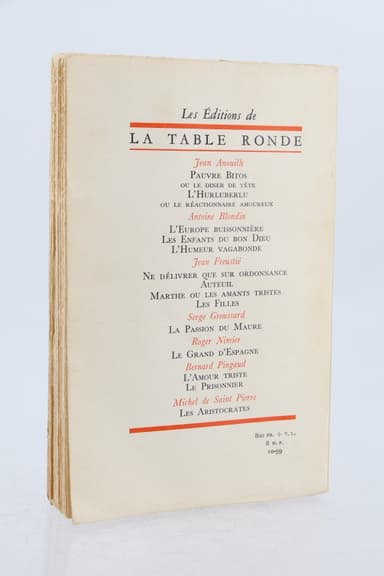 Les Éditions de
LA TABLE RONDE
Jean Anouilh
PAUVRE BITOS
OU LE DINER DE TÊTE
L'HURLUBERLU
OU LE RÉACTIONNAIRE AMOUREUX
Antoine Blondin
L'EUROPE BUISSONNIÈRE
LES ENFANTS DU BON DIEU
L'HUMEUR VAGABONDE
Jean Freustié
NE DÉLIVRER QUE SUR ORDONNANCE
AUTEUIL
MARTHE OU LES AMANTS TRISTES
LES FILLES
Serge Groussard
LA PASSION DU MAURE
Roger Nimier
LE GRAND D'ESPAGNE
Bernard Pingaud
L'AMOUR TRISTE
LE PRISONNIER
Michel de Saint Pierre
LES ARISTOCRATES
FR. + T. L.
10-59